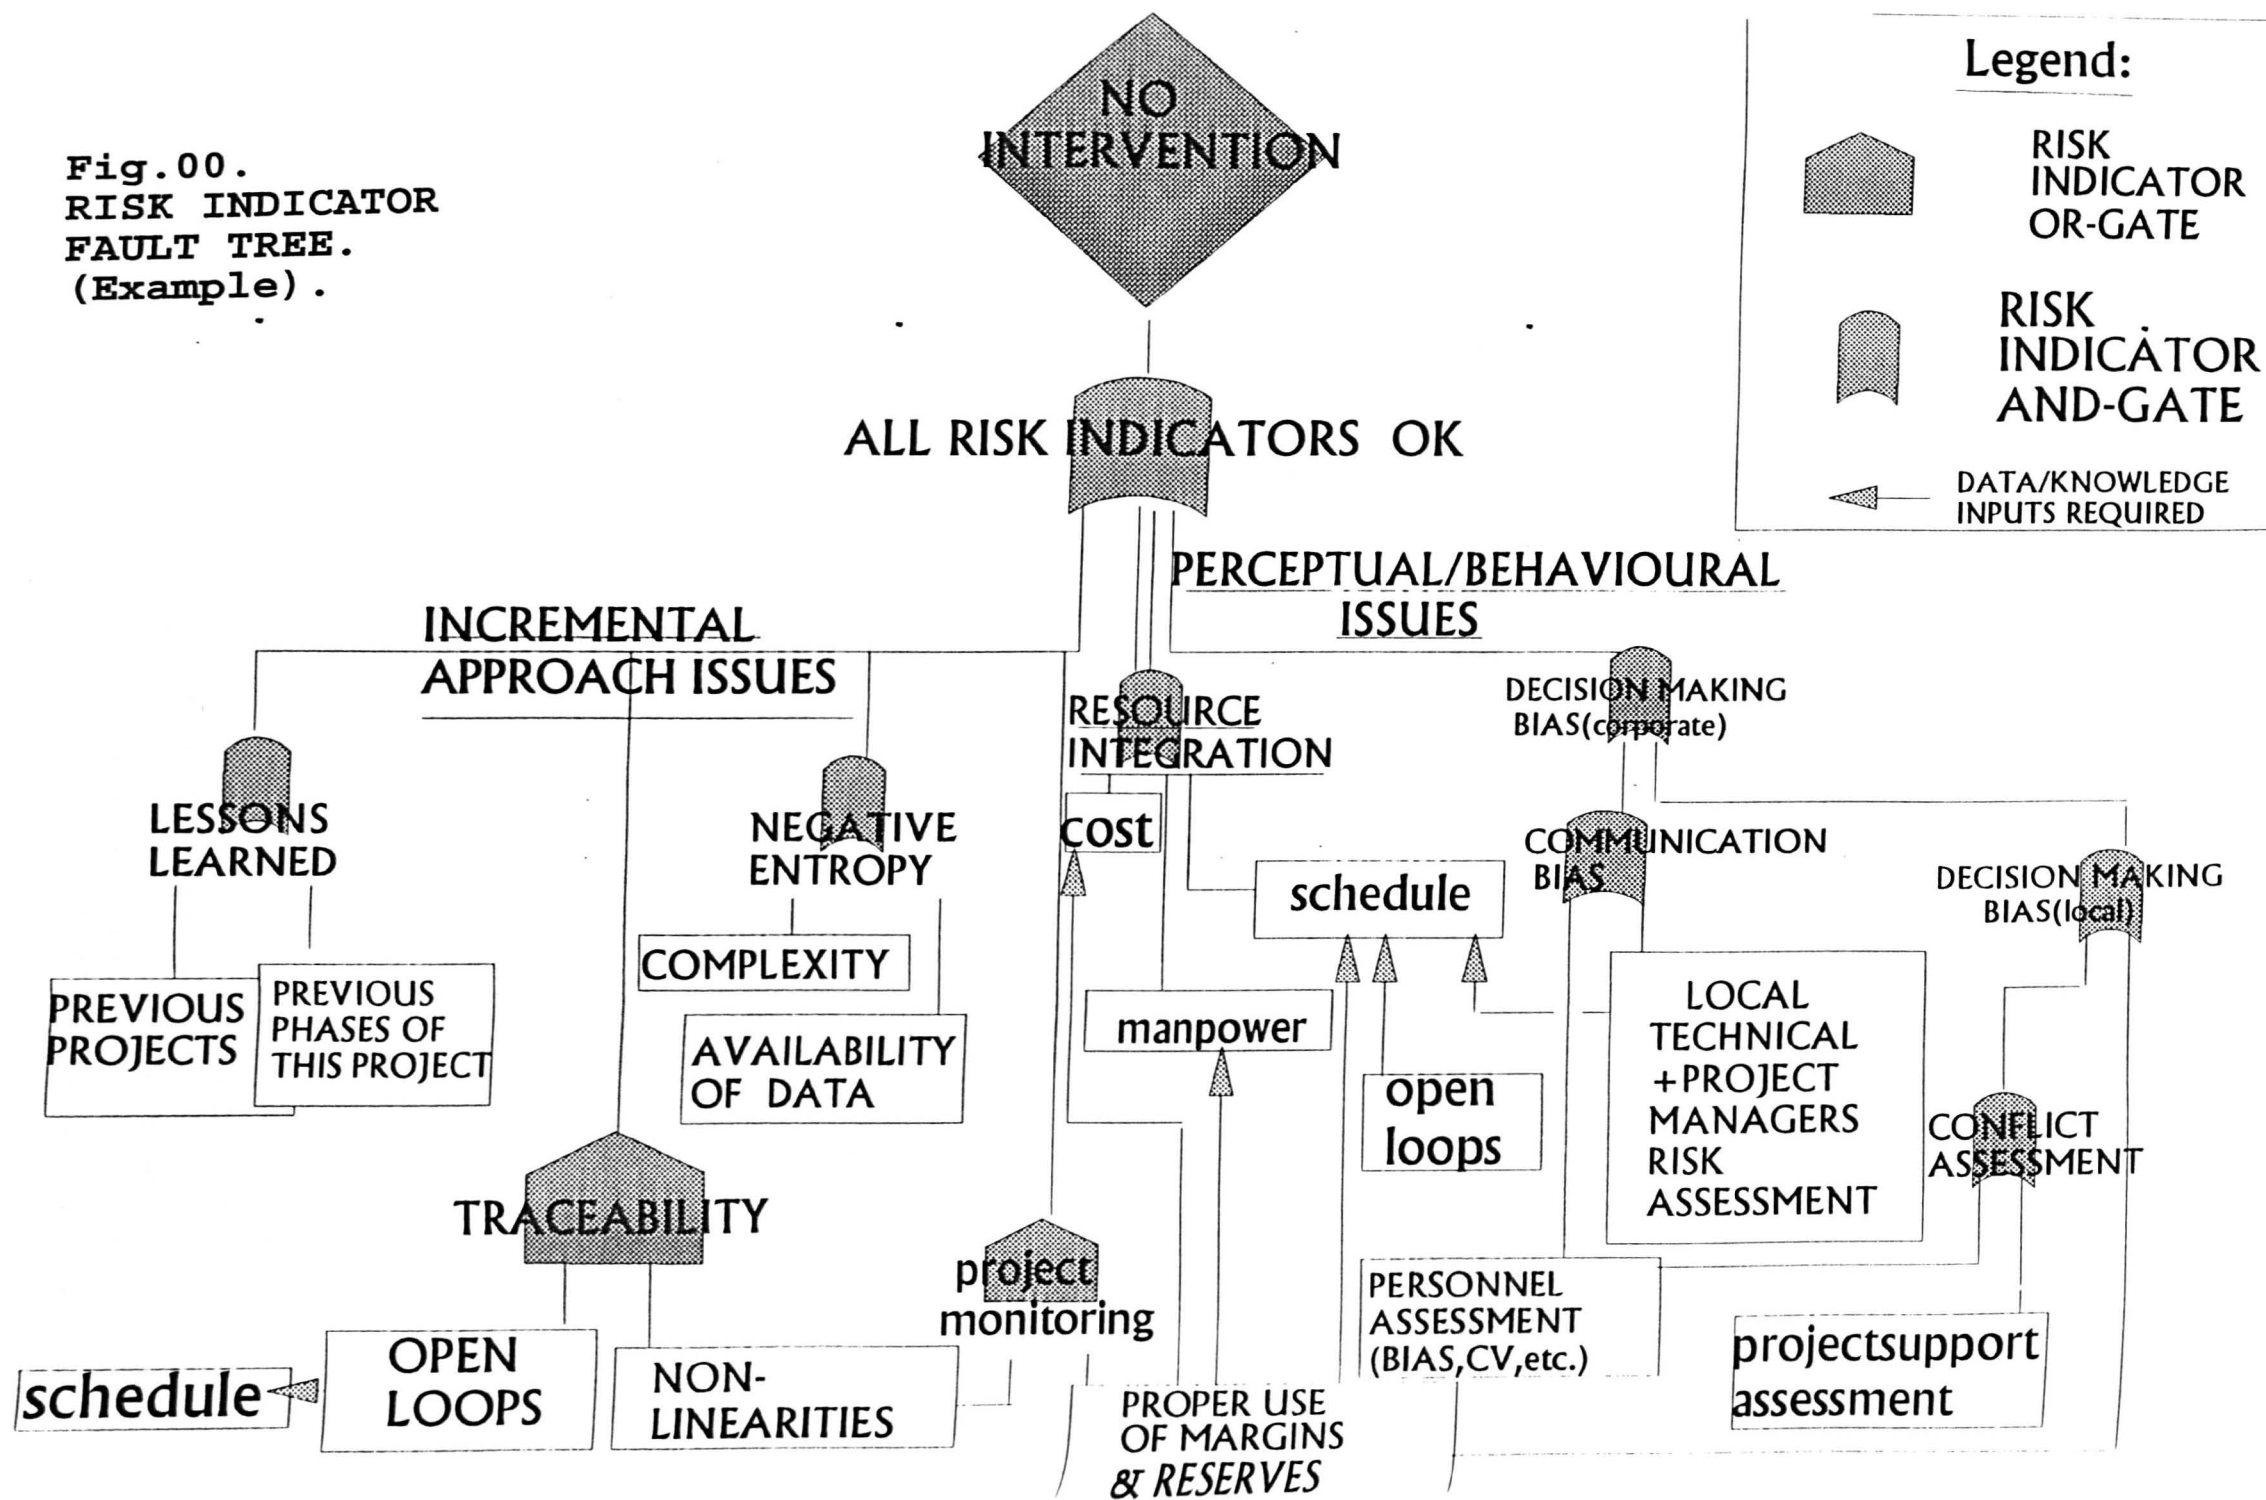 Fig.00.
RISK INDICATOR
FAULT TREE.
(Example).
NO
INTERVENTION
Legend:
RISK
INDICATOR
OR-GATE
RISK
INDICATOR
AND-GATE
DATA/KNOWLEDGE
INPUTS REQUIRED
ALL RISK INDICATORS OK
INCREMENTAL
APPROACH ISSUES
PERCEPTUAL/BEHAVIOURAL
ISSUES
RESOURCE
INTEGRATION
DECISION MAKING
BIAS(corporate)
LESSONS
LEARNED
NEGATIVE
ENTROPY
cost
schedule
COMMUNICATION
BIAS
DECISION MAKING
BIAS(local)
PREVIOUS
PROJECTS
PREVIOUS
PHASES OF
THIS PROJECT
COMPLEXITY
AVAILABILITY
OF DATA
manpower
open
loops
LOCAL
TECHNICAL
+PROJECT
MANAGERS
RISK
ASSESSMENT
CONFLICT
ASSESSMENT
TRACEABILITY
project
monitoring
PERSONNEL
ASSESSMENT
(BIAS,CV,etc.)
projectsupport
assessment
schedule
OPEN
LOOPS
NON-
LINEARITIES
PROPER USE
OF MARGINS
& RESERVES